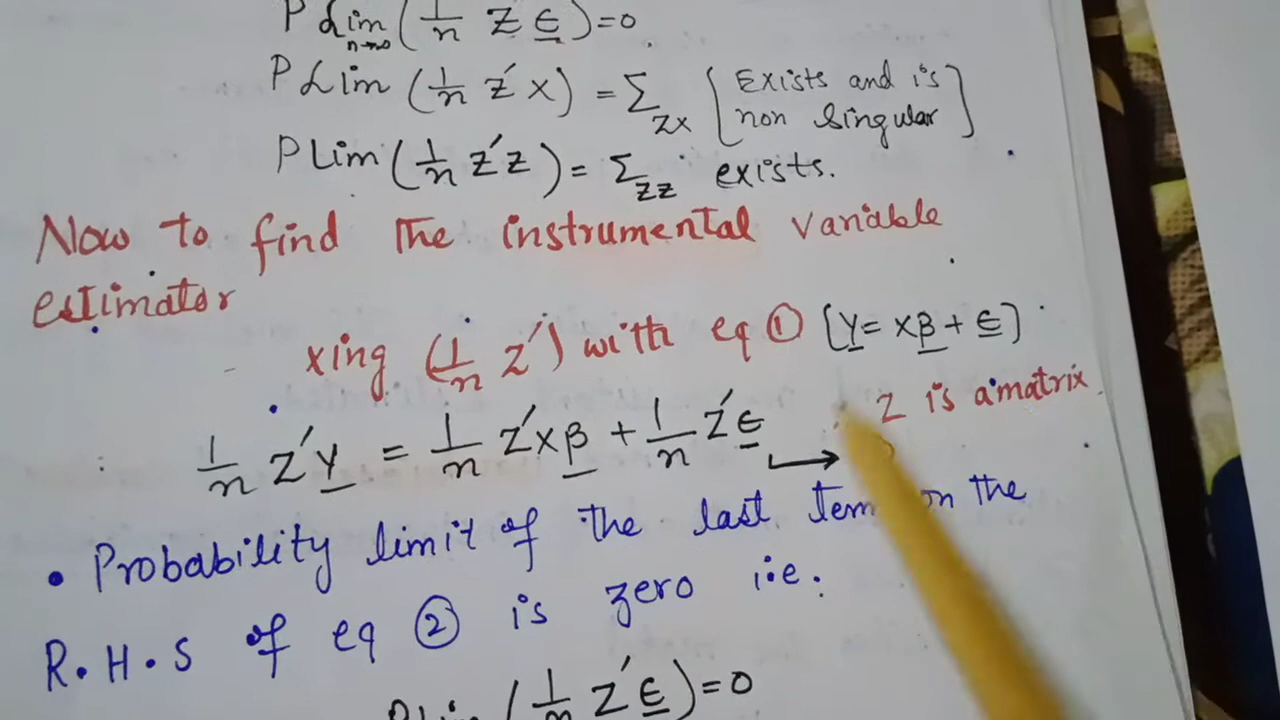 P Lim n→∞ (1/n Z ϵ) = 0
P Lim (1/n Z′X) = Σ_ZX [Exists and is non singular]
P Lim (1/n Z′Z) = Σ_ZZ exists.
Now to find the instrumental variable
estimator
xing (1/n Z′) with eq ① [Y = Xβ + ϵ]
Z is a matrix.
1/n Z′Y = 1/n Z′Xβ + 1/n Z′ϵ →
• Probability limit of the last on the
R.H.S of eq ② is zero i.e.
PLim (1/n Z′ϵ) = 0